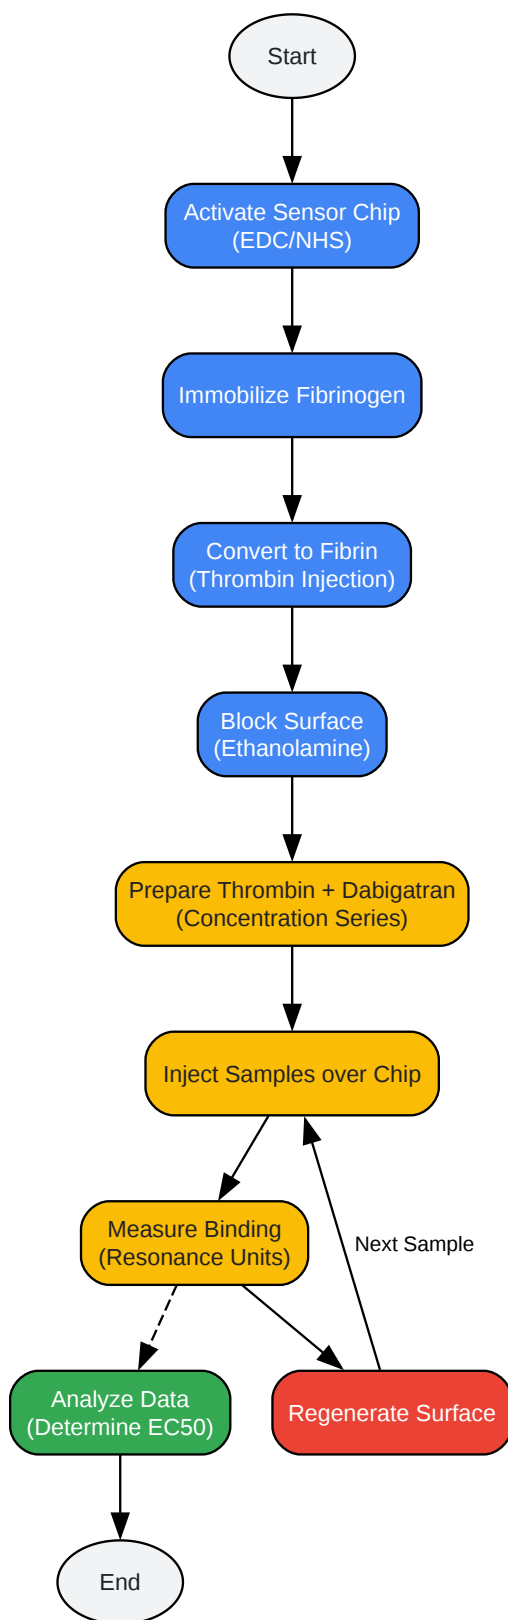 Start
Activate Sensor Chip
(EDC/NHS)
Immobilize Fibrinogen
Convert to Fibrin
(Thrombin Injection)
Block Surface
(Ethanolamine)
Prepare Thrombin + Dabigatran
(Concentration Series)
Inject Samples over Chip
Measure Binding
(Resonance Units)
Next Sample
Analyze Data
(Determine EC50)
Regenerate Surface
End